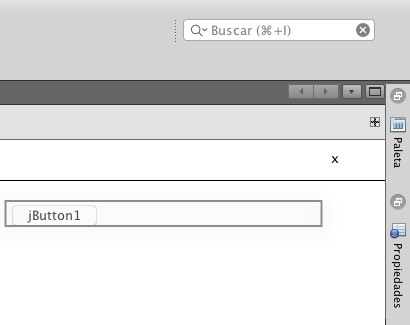 Buscar (⌘+I)
Paleta
x
jButton1
Propiedades